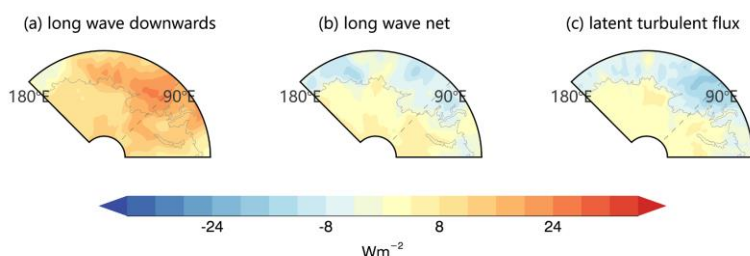 (a) long wave downwards
(b) long wave net
(c) latent turbulent flux
180°E 90°E 180°E 90°E 180°E 90°E
-24 -8 8 24
Wm⁻²